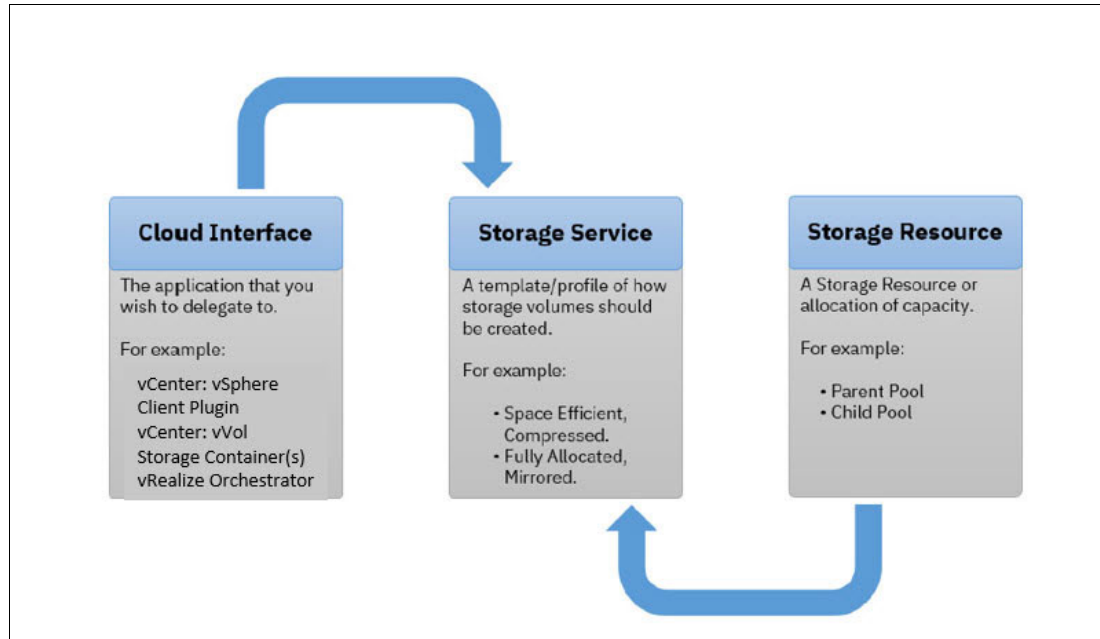 Cloud Interface
The application that you
wish to delegate to.
For example:
vCenter: vSphere
Client Plugin
vCenter: vVol
Storage Container(s)
vRealize Orchestrator
Storage Service
A template/profile of how
storage volumes should
be created.
For example:
• Space Efficient,
Compressed.
• Fully Allocated,
Mirrored.
Storage Resource
A Storage Resource or
allocation of capacity.
For example:
• Parent Pool
• Child Pool